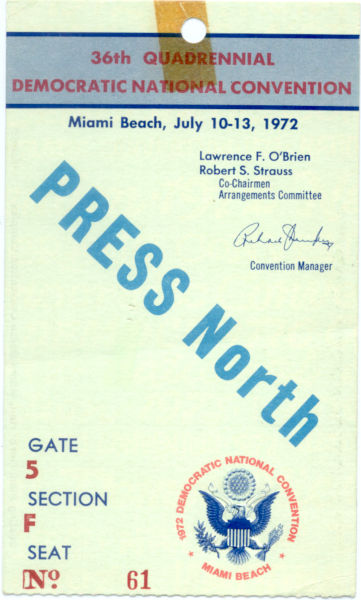 36th QUADRENNIAL
DEMOCRATIC NATIONAL CONVENTION
Miami Beach, July 10-13, 1972
Lawrence F. O'Brien
Robert S. Strauss
Co-Chairmen
Arrangements Committee
Convention Manager
PRESS North
GATE
5
SECTION
F
SEAT
No 61
1972 DEMOCRATIC NATIONAL CONVENTION
★ MIAMI BEACH ★